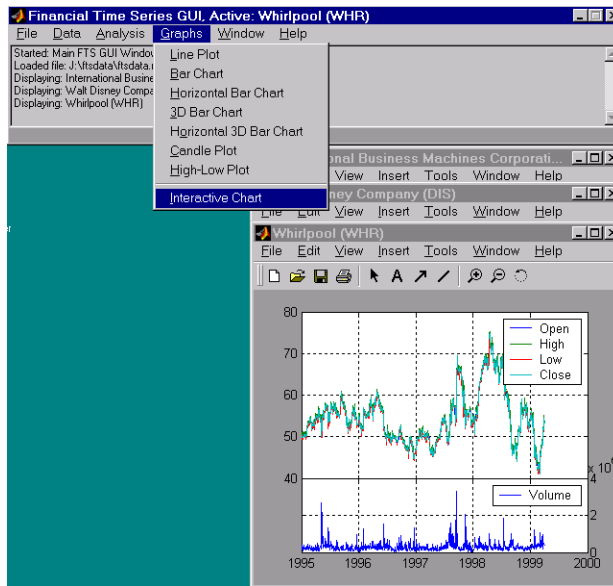 Financial Time Series GUI, Active: Whirlpool (WHR)
File Data Analysis Graphs Window Help
Started: Main FTS GUI Window
Loaded file: J:\ftsdata\ftsdata.
Displaying: International Busine
Displaying: Walt Disney Compa
Displaying: Whirlpool (WHR)
Line Plot
Bar Chart
Horizontal Bar Chart
3D Bar Chart
Horizontal 3D Bar Chart
Candle Plot
High-Low Plot
Interactive Chart
onal Business Machines Corporati...
View Insert Tools Window Help
ney Company (DIS)
File Edit View Insert Tools Window Help
Whirlpool (WHR)
File Edit View Insert Tools Window Help
A
80
70
60
50
40
Open
High
Low
Close
x 10
4
2
0
Volume
1995 1996 1997 1998 1999 2000